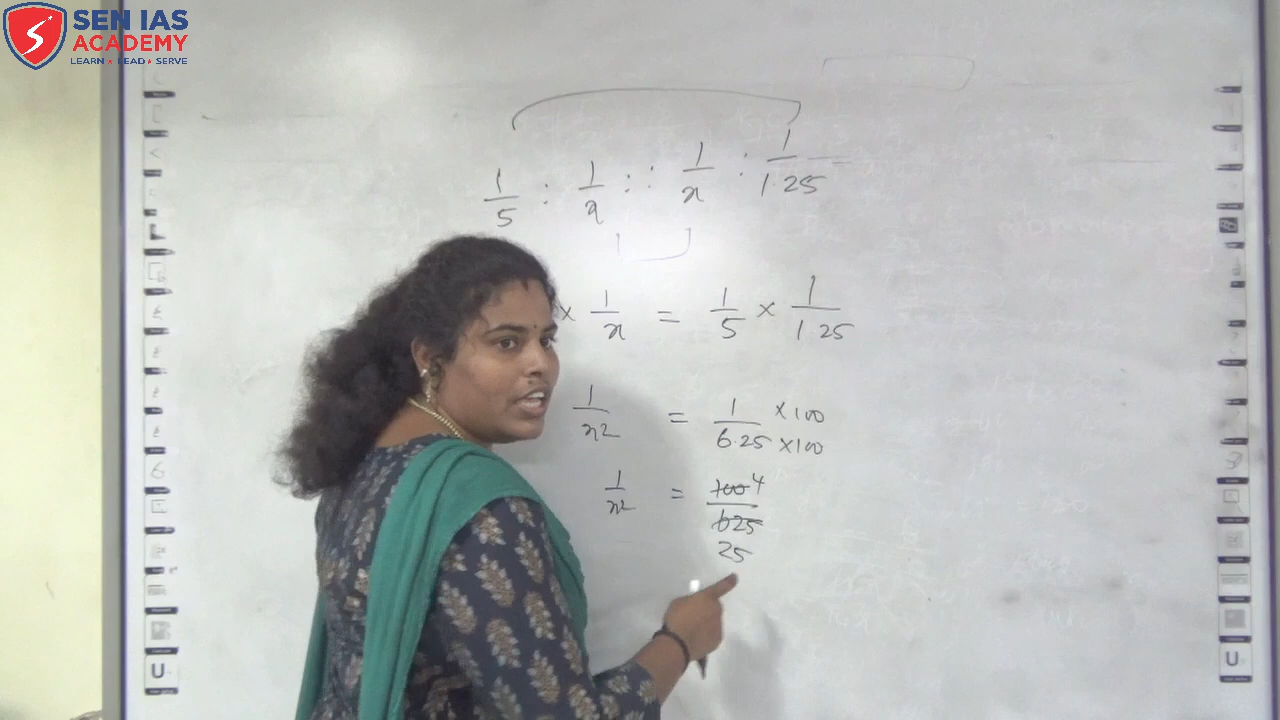 SEN IAS
ACADEMY
LEARN ★ READ ★ SERVE
1/5 : 1/x :: 1/x : 1/1.25
× 1/x = 1/5 × 1/1.25
1/x² = 1/6.25 ×100 ×100
1/x² = 100 4 / 625 25
U
U